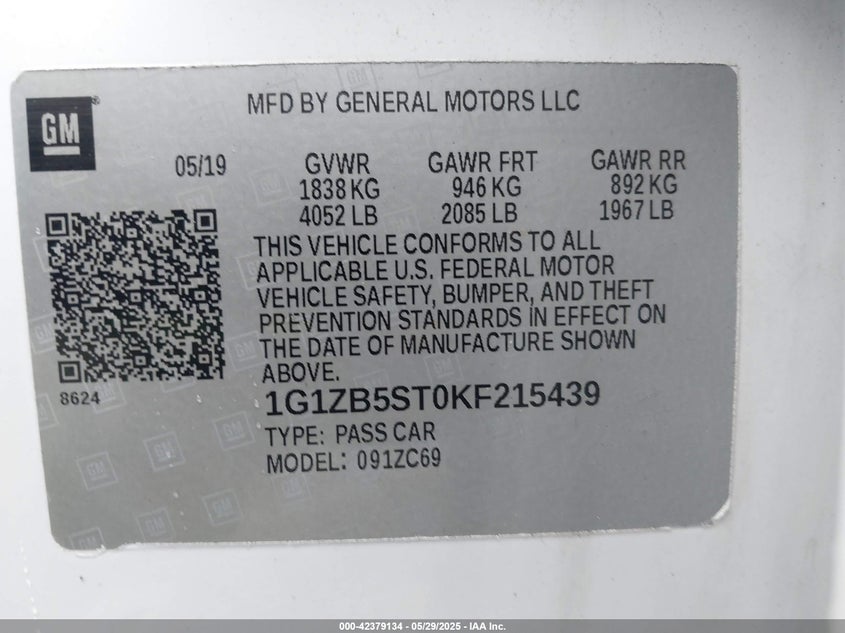 GM
MFD BY GENERAL MOTORS LLC
05/19 GVWR GAWR FRT GAWR RR
1838 KG 946 KG 892 KG
4052 LB 2085 LB 1967 LB
THIS VEHICLE CONFORMS TO ALL
APPLICABLE U.S. FEDERAL MOTOR
VEHICLE SAFETY, BUMPER, AND THEFT
PREVENTION STANDARDS IN EFFECT ON
THE DATE OF MANUFACTURE SHOWN
ABOVE.
8624
1G1ZB5ST0KF215439
TYPE: PASS CAR
MODEL: 091ZC69
000-42379134 - 05/29/2025 - IAA Inc.